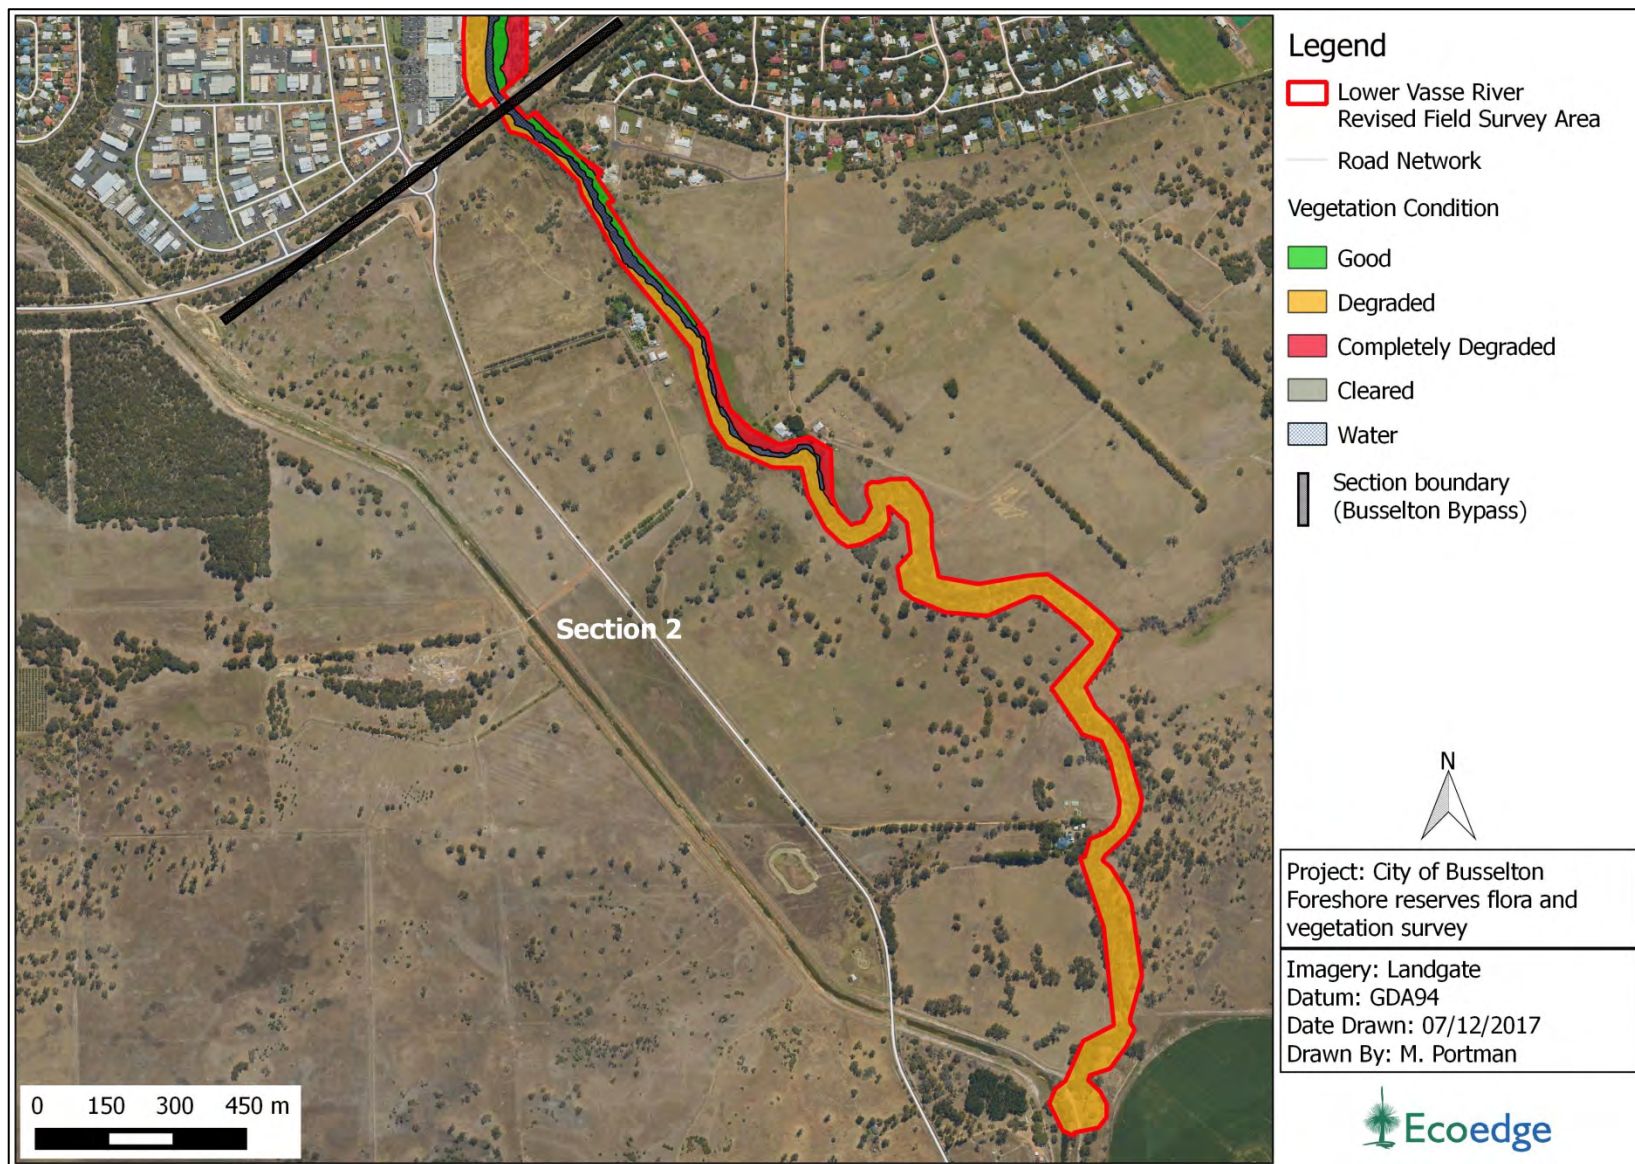 Legend
Lower Vasse River
Revised Field Survey Area
Road Network
Vegetation Condition
Good
Degraded
Completely Degraded
Cleared
Water
Section boundary
(Busselton Bypass)
Section 2
N
Project: City of Busselton
Foreshore reserves flora and
vegetation survey
Imagery: Landgate
Datum: GDA94
Date Drawn: 07/12/2017
Drawn By: M. Portman
0 150 300 450 m
Ecoedge